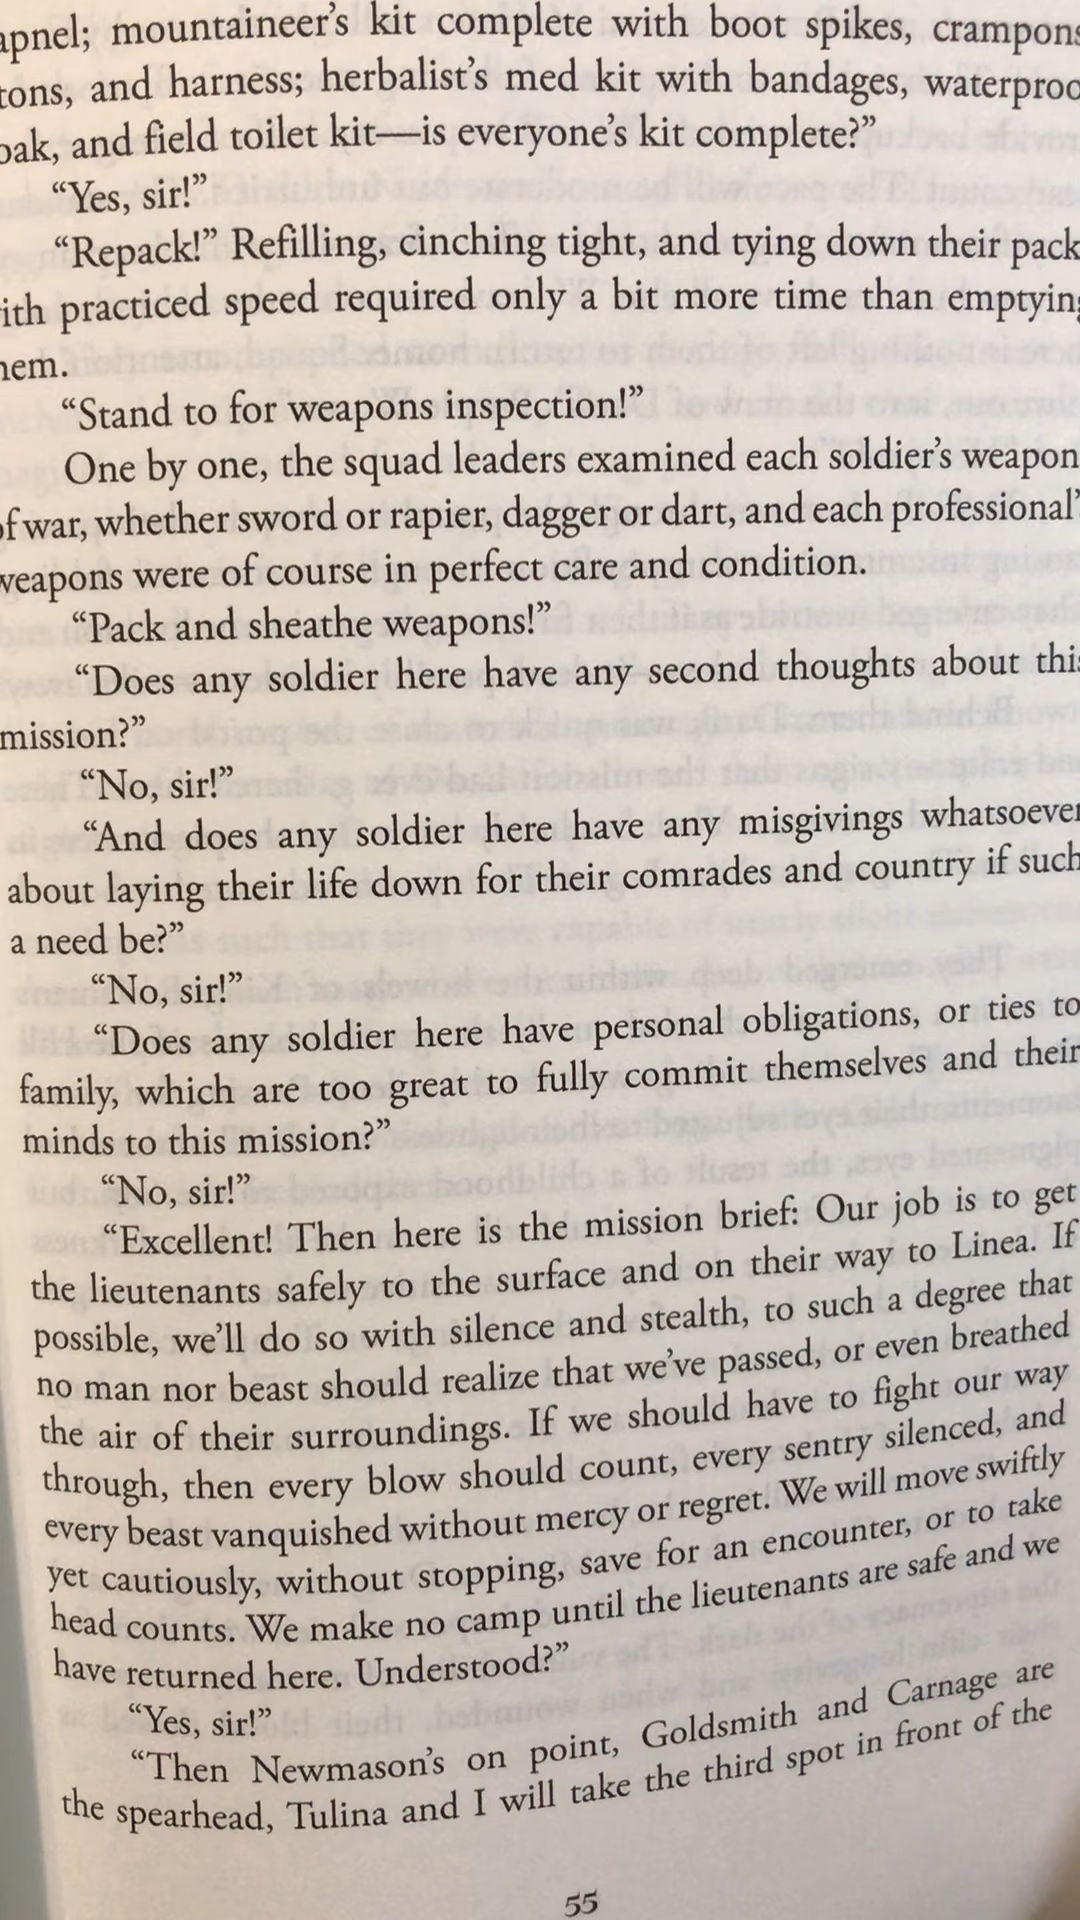 apnel; mountaineer’s kit complete with boot spikes, crampons
tons, and harness; herbalist’s med kit with bandages, waterproo
oak, and field toilet kit—is everyone’s kit complete?”
“Yes, sir!”
“Repack!” Refilling, cinching tight, and tying down their pack
ith practiced speed required only a bit more time than emptying
hem.
“Stand to for weapons inspection!”
One by one, the squad leaders examined each soldier’s weapon
of war, whether sword or rapier, dagger or dart, and each professional’
weapons were of course in perfect care and condition.
“Pack and sheathe weapons!”
“Does any soldier here have any second thoughts about this
mission?”
“No, sir!”
“And does any soldier here have any misgivings whatsoever
about laying their life down for their comrades and country if such
a need be?”
“No, sir!”
“Does any soldier here have personal obligations, or ties to
family, which are too great to fully commit themselves and their
minds to this mission?”
“No, sir!”
“Excellent! Then here is the mission brief: Our job is to get
the lieutenants safely to the surface and on their way to Linea. If
possible, we’ll do so with silence and stealth, to such a degree that
no man nor beast should realize that we’ve passed, or even breathed
the air of their surroundings. If we should have to fight our way
through, then every blow should count, every sentry silenced, and
every beast vanquished without mercy or regret. We will move swiftly
yet cautiously, without stopping, save for an encounter, or to take
head counts. We make no camp until the lieutenants are safe and we
have returned here. Understood?”
“Yes, sir!”
“Then Newmason’s on point, Goldsmith and Carnage are
the spearhead, Tulina and I will take the third spot in front of the
55